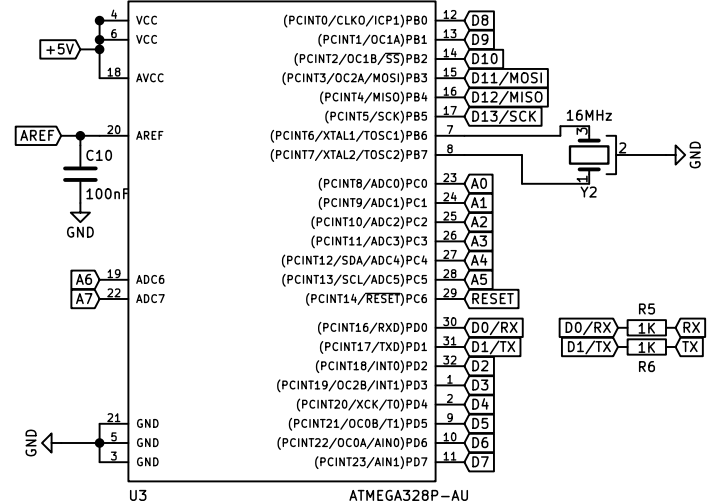 4 VCC (PCINT0/CLKO/ICP1)PB0 12 D8
+5V 6 VCC (PCINT1/OC1A)PB1 13 D9
(PCINT2/OC1B/SS)PB2 14 D10
18 AVCC (PCINT3/OC2A/MOSI)PB3 15 D11/MOSI
(PCINT4/MISO)PB4 16 D12/MISO
(PCINT5/SCK)PB5 17 D13/SCK
16MHz
AREF 20 AREF (PCINT6/XTAL1/TOSC1)PB6 7 3
C10 (PCINT7/XTAL2/TOSC2)PB7 8 2 GND
1
100nF (PCINT8/ADC0)PC0 23 A0 Y2
(PCINT9/ADC1)PC1 24 A1
GND (PCINT10/ADC2)PC2 25 A2
(PCINT11/ADC3)PC3 26 A3
(PCINT12/SDA/ADC4)PC4 27 A4
A6 19 ADC6 (PCINT13/SCL/ADC5)PC5 28 A5
A7 22 ADC7 (PCINT14/RESET)PC6 29 RESET
R5
(PCINT16/RXD)PD0 30 D0/RX D0/RX 1K RX
(PCINT17/TXD)PD1 31 D1/TX D1/TX 1K TX
(PCINT18/INT0)PD2 32 D2 R6
(PCINT19/OC2B/INT1)PD3 1 D3
(PCINT20/XCK/T0)PD4 2 D4
21 GND (PCINT21/OC0B/T1)PD5 9 D5
GND 5 GND (PCINT22/OC0A/AIN0)PD6 10 D6
3 GND (PCINT23/AIN1)PD7 11 D7
U3 ATMEGA328P-AU